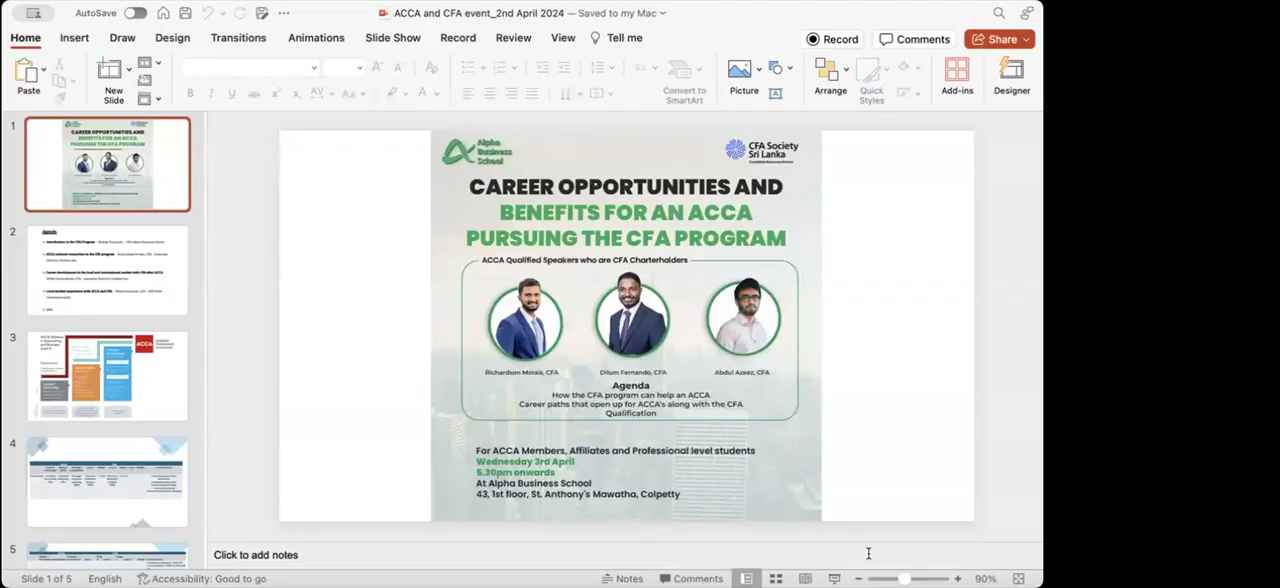 AutoSave
ACCA and CFA event_2nd April 2024 — Saved to my Mac
Home Insert Draw Design Transitions Animations Slide Show Record Review View Tell me
Record Comments Share
Paste
New
Slide
Convert to
SmartArt
Picture
Arrange
Quick
Styles
Add-ins
Designer
1
2
Agenda
3
ACCA
4
5
Alpha
Business
School
CFA Society
Sri Lanka
CAREER OPPORTUNITIES AND
BENEFITS FOR AN ACCA
PURSUING THE CFA PROGRAM
ACCA Qualified Speakers who are CFA Charterholders
Richardson Morais, CFA
Dilum Fernando, CFA
Abdul Azeez, CFA
Agenda
How the CFA program can help an ACCA
Career paths that open up for ACCA's along with the CFA
Qualification
For ACCA Members, Affiliates and Professional level students
Wednesday 3rd April
5.30pm onwards
At Alpha Business School
43, 1st floor, St. Anthony's Mawatha, Colpetty
Click to add notes
Slide 1 of 5 English Accessibility: Good to go Notes Comments 90%